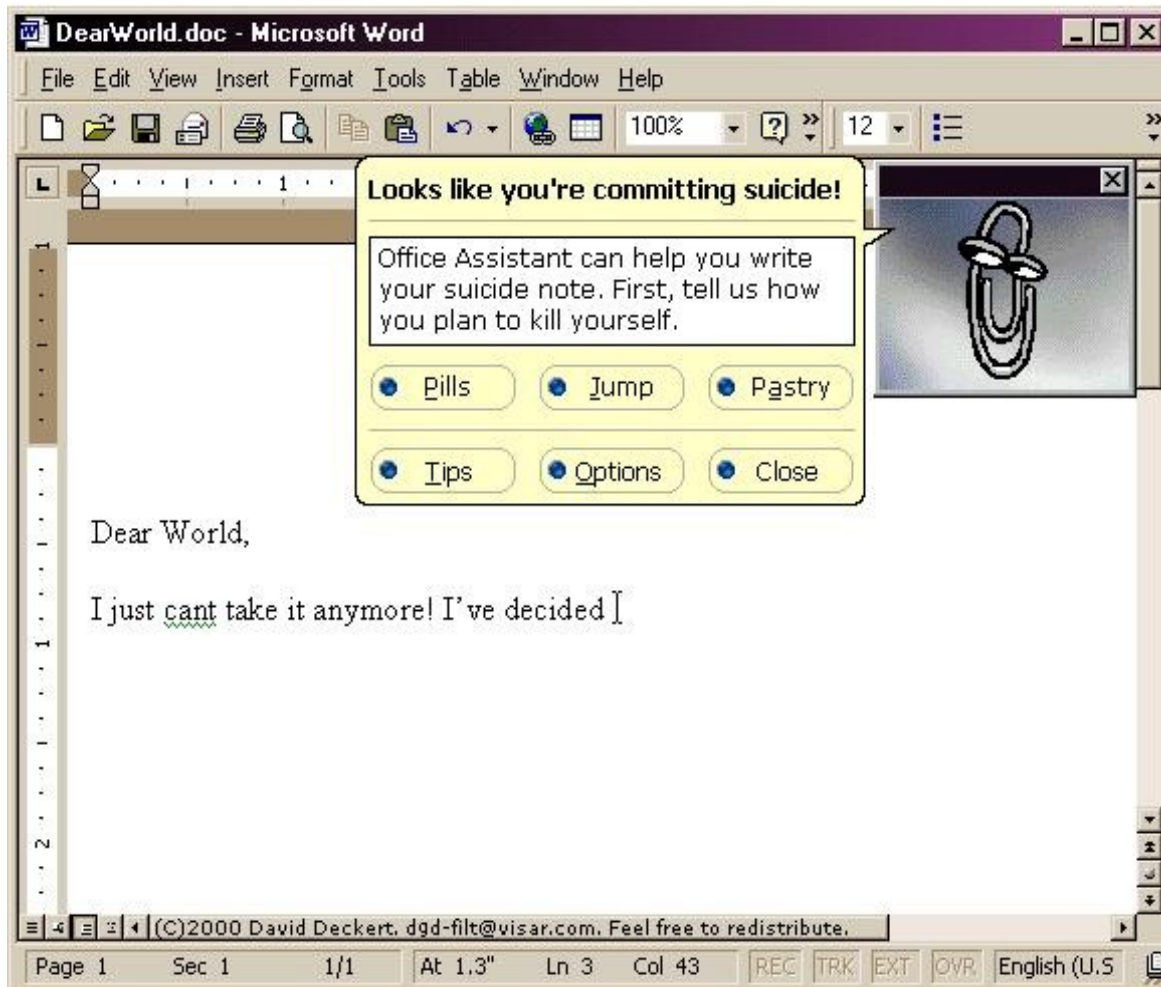 DearWorld.doc - Microsoft Word
File Edit View Insert Format Tools Table Window Help
100% 12
1
Looks like you're committing suicide!
Office Assistant can help you write
your suicide note. First, tell us how
you plan to kill yourself.
Pills Jump Pastry
Tips Options Close
Dear World,
I just cant take it anymore! I've decided
1
2
(C)2000 David Deckert. dgd-filt@visar.com. Feel free to redistribute.
Page 1 Sec 1 1/1 At 1.3" Ln 3 Col 43 REC TRK EXT OVR English (U.S